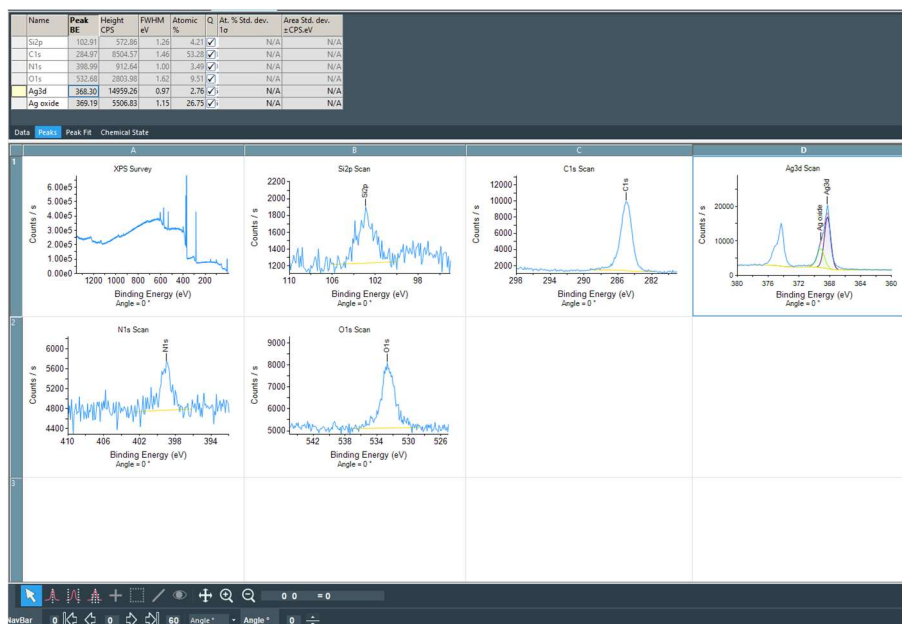 Name Peak BE Height CPS FWHM eV Atomic % Q At. % Std. dev. 1σ Area Std. dev. ±CPS.eV
Si2p 102.91 572.86 1.26 4.21 N/A N/A
C1s 284.97 8504.57 1.46 53.28 N/A N/A
N1s 398.99 912.64 1.00 3.49 N/A N/A
O1s 532.68 2803.98 1.62 9.51 N/A N/A
Ag3d 368.30 14959.26 0.97 2.76 N/A N/A
Ag oxide 369.19 5506.83 1.15 26.75 N/A N/A
Data Peaks Peak Fit Chemical State
A B C D
1
XPS Survey
Counts / s
6.00e5
5.00e5
4.00e5
3.00e5
2.00e5
1.00e5
0.00e0
1200 1000 800 600 400 200
Binding Energy (eV)
Angle = 0 °
Si2p Scan
Si2p
Counts / s
2200
2000
1800
1600
1400
1200
110 106 102 98
Binding Energy (eV)
Angle = 0 °
C1s Scan
C1s
Counts / s
12000
10000
8000
6000
4000
2000
298 294 290 286 282
Binding Energy (eV)
Angle = 0 °
Ag3d Scan
Ag oxide
Ag3d
Counts / s
20000
10000
0
380 376 372 368 364 360
Binding Energy (eV)
Angle = 0 °
2
N1s Scan
N1s
Counts / s
6000
5600
5200
4800
4400
410 406 402 398 394
Binding Energy (eV)
Angle = 0 °
O1s Scan
O1s
Counts / s
9000
8000
7000
6000
5000
542 538 534 530 526
Binding Energy (eV)
Angle = 0 °
3
0 0 = 0
NavBar 0 0 60 Angle ° Angle ° 0